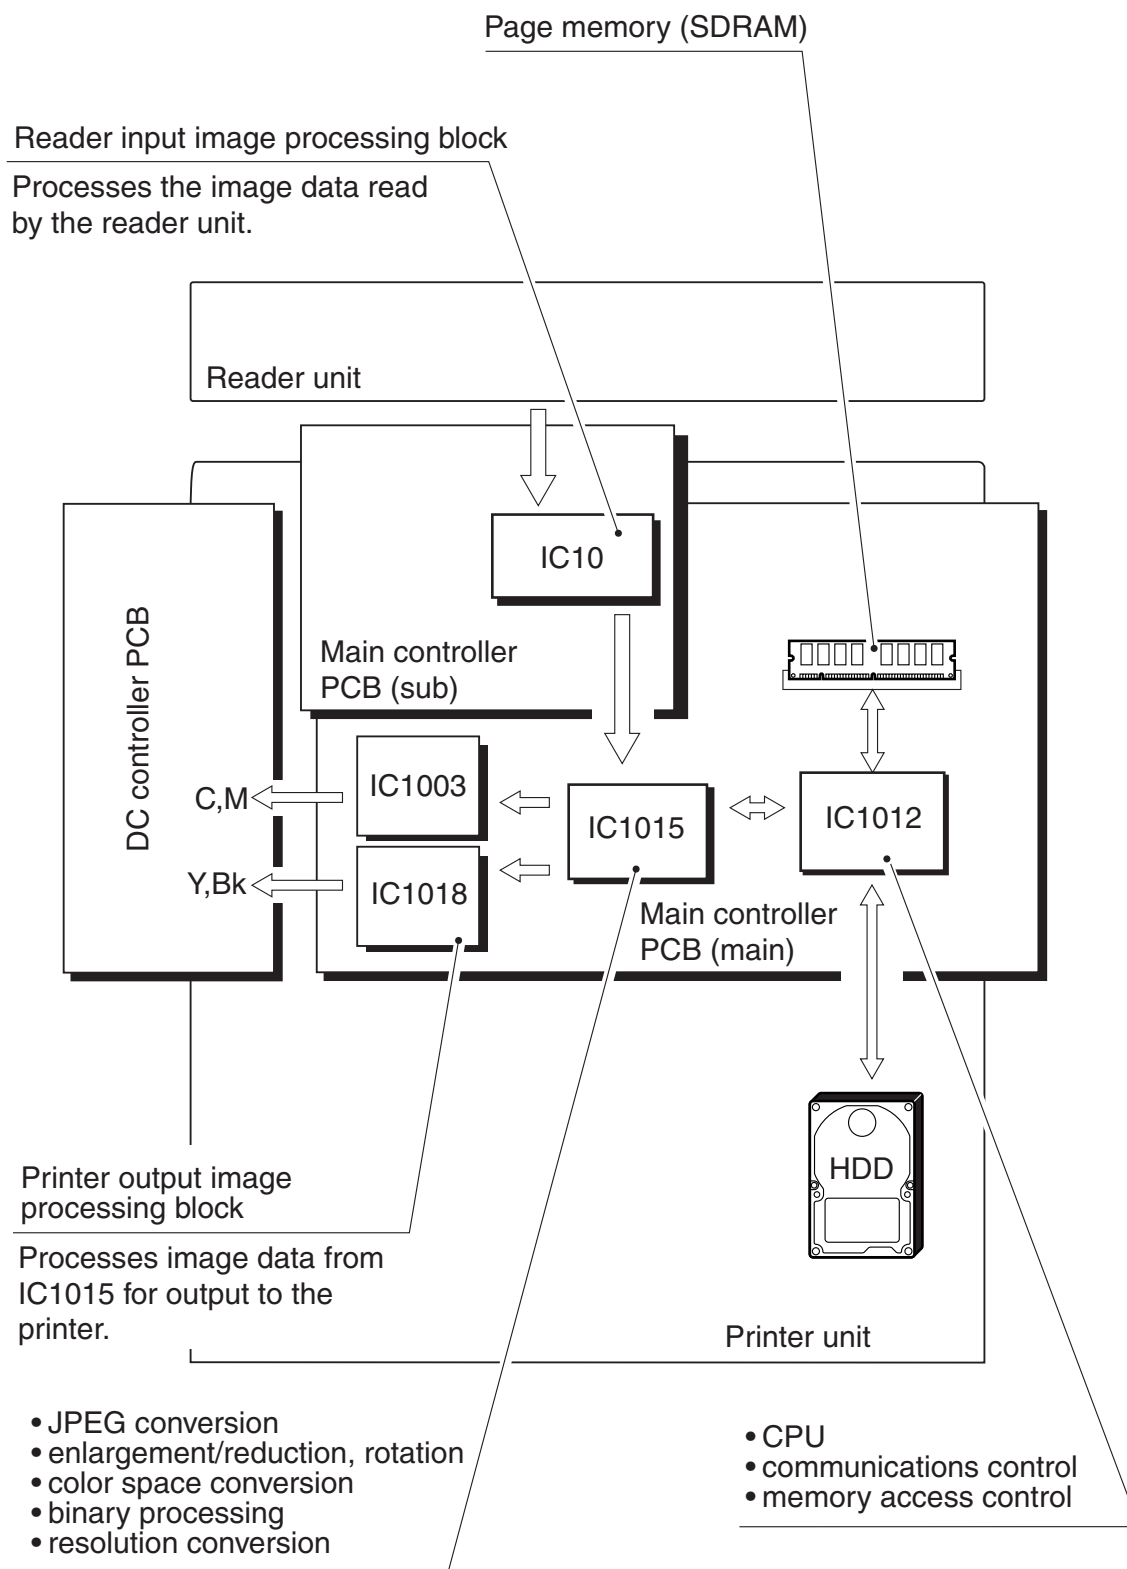 Page memory (SDRAM)
Reader input image processing block
Processes the image data read
by the reader unit.
Reader unit
IC10
Main controller
PCB (sub)
DC controller PCB
C,M
IC1003
IC1015
IC1012
Y,Bk
IC1018
Main controller
PCB (main)
HDD
Printer output image
processing block
Processes image data from
IC1015 for output to the
printer.
Printer unit
• JPEG conversion
• enlargement/reduction, rotation
• color space conversion
• binary processing
• resolution conversion
• CPU
• communications control
• memory access control